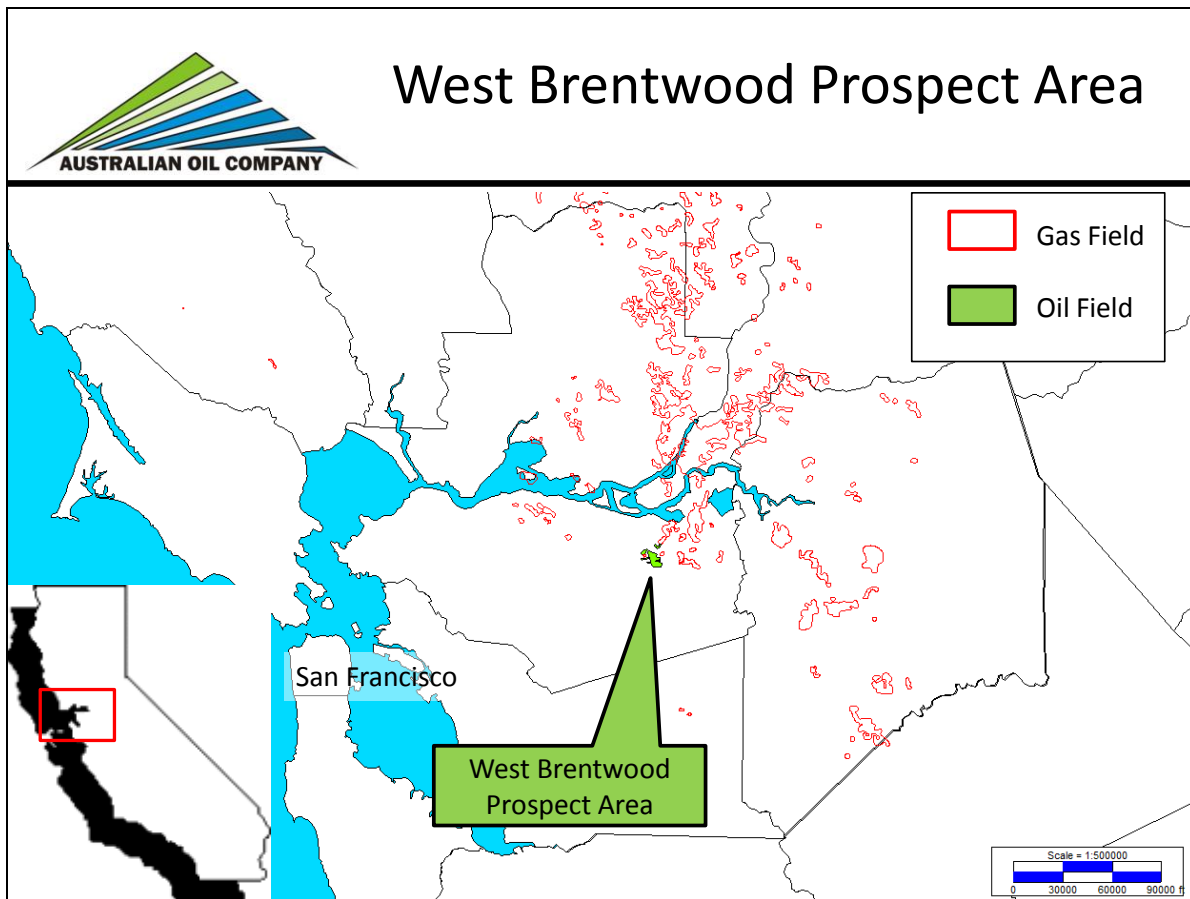 West Brentwood Prospect Area
AUSTRALIAN OIL COMPANY
Gas Field
Oil Field
San Francisco
West Brentwood
Prospect Area
Scale = 1:500000
0 30000 60000 90000 ft